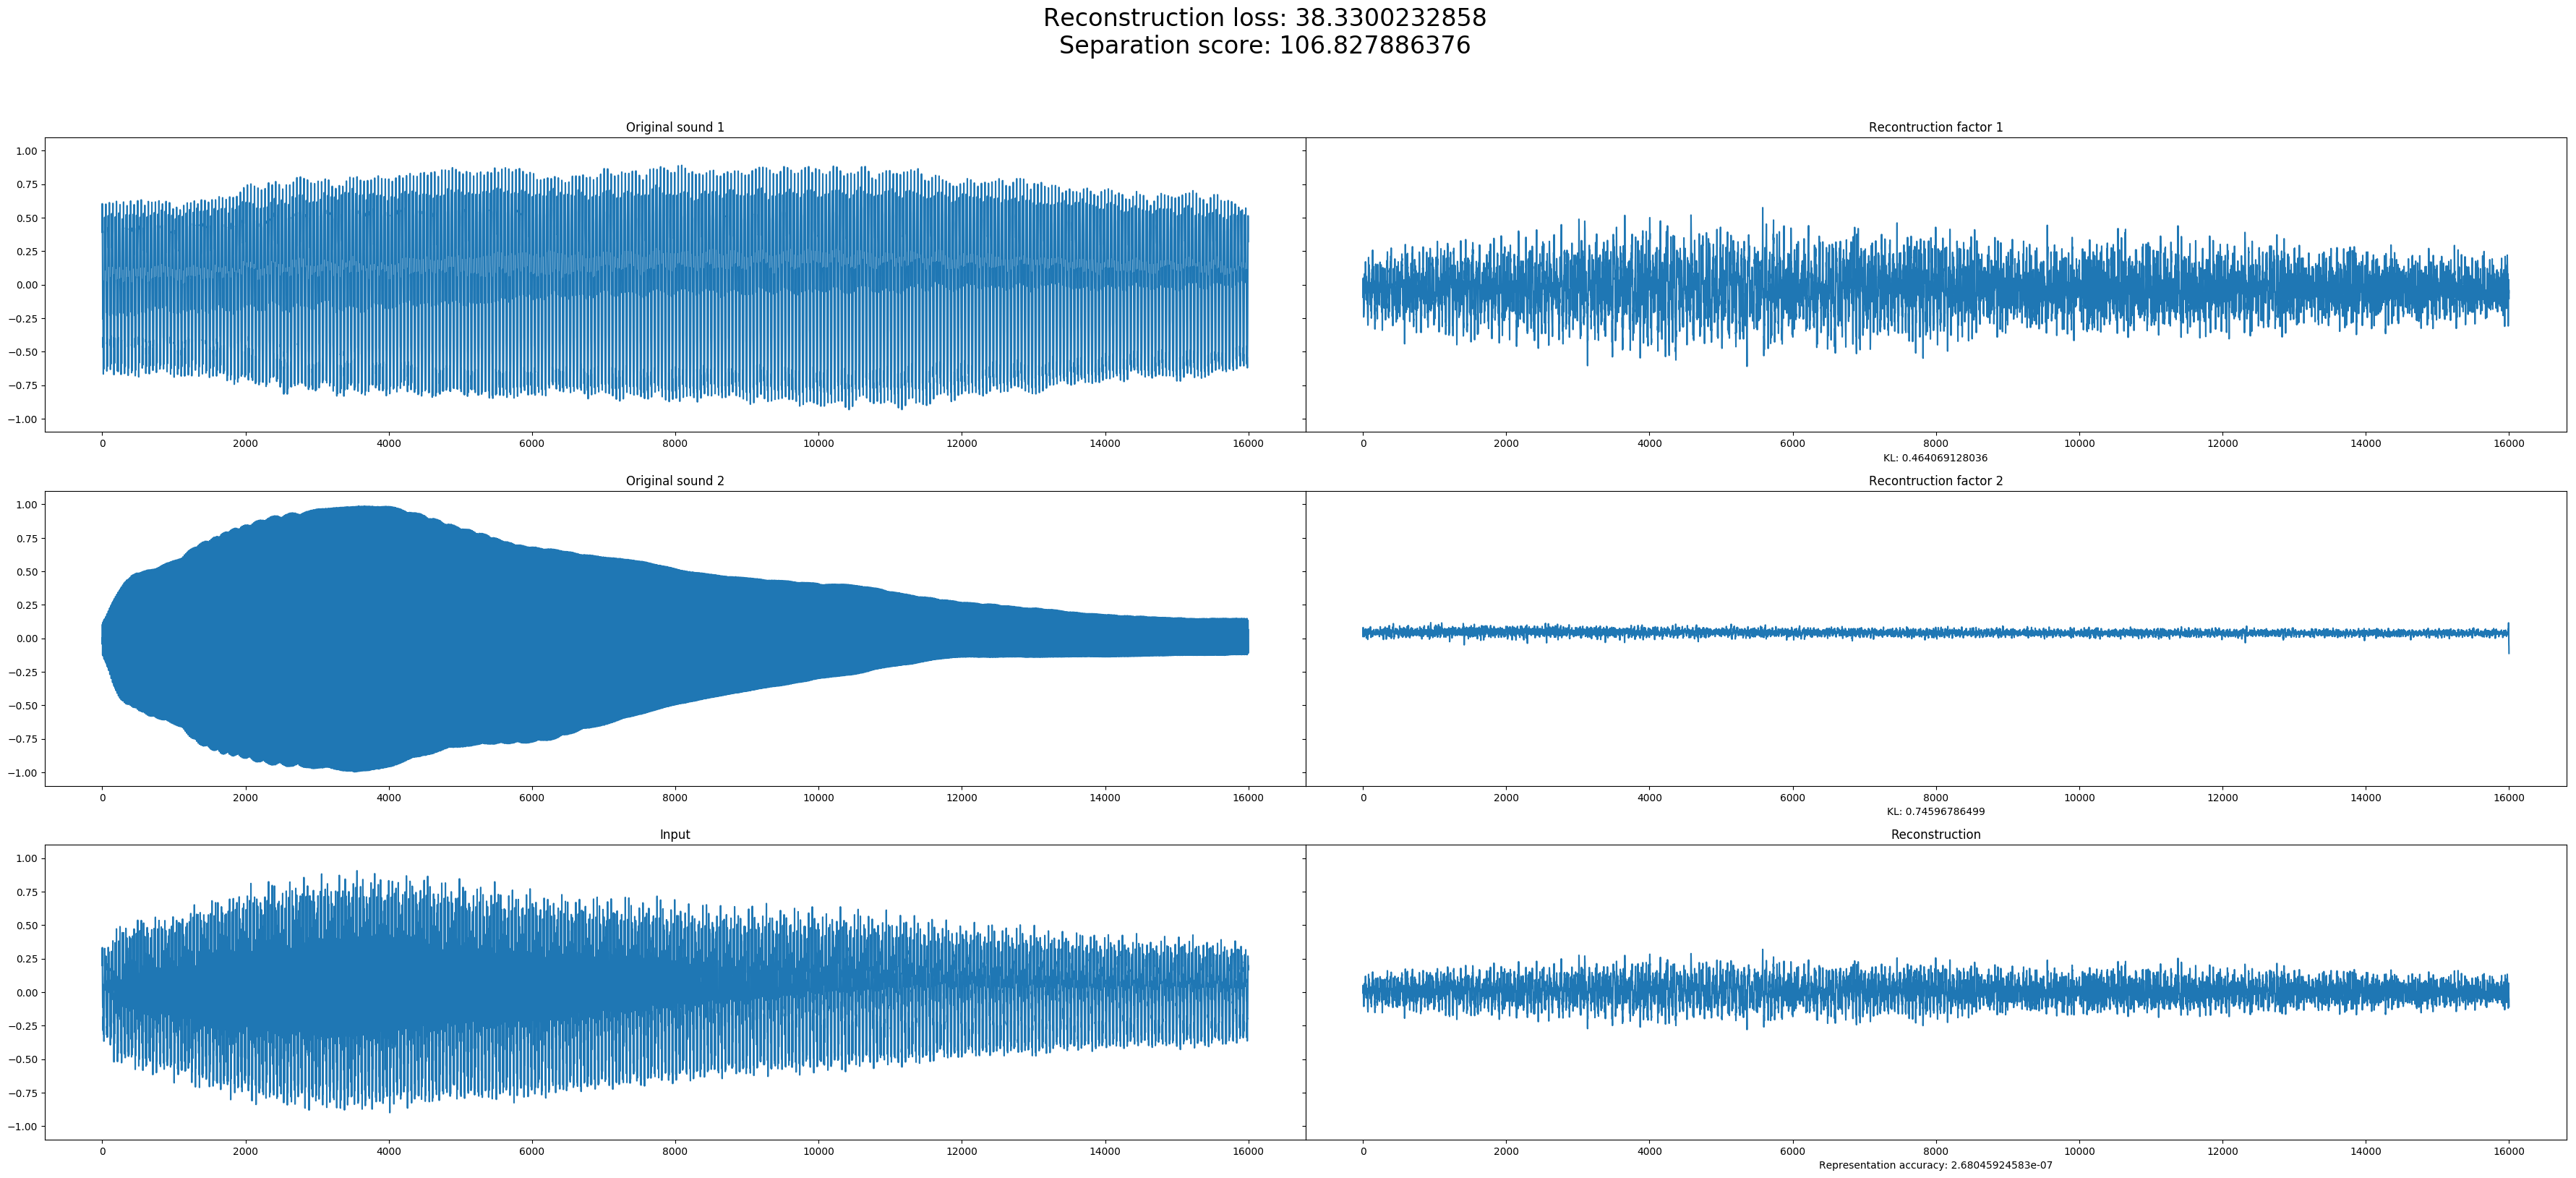 Reconstruction loss: 38.3300232858
Separation score: 106.827886376
Original sound 1
Recontruction factor 1
1.00
0.75
0.50
0.25
0.00
−0.25
−0.50
−0.75
−1.00
0 2000 4000 6000 8000 10000 12000 14000 16000
0 2000 4000 6000 8000 10000 12000 14000 16000
KL: 0.464069128036
Original sound 2
Recontruction factor 2
1.00
0.75
0.50
0.25
0.00
−0.25
−0.50
−0.75
−1.00
0 2000 4000 6000 8000 10000 12000 14000 16000
0 2000 4000 6000 8000 10000 12000 14000 16000
KL: 0.74596786499
Input
Reconstruction
1.00
0.75
0.50
0.25
0.00
−0.25
−0.50
−0.75
−1.00
0 2000 4000 6000 8000 10000 12000 14000 16000
0 2000 4000 6000 8000 10000 12000 14000 16000
Representation accuracy: 2.68045924583e-07